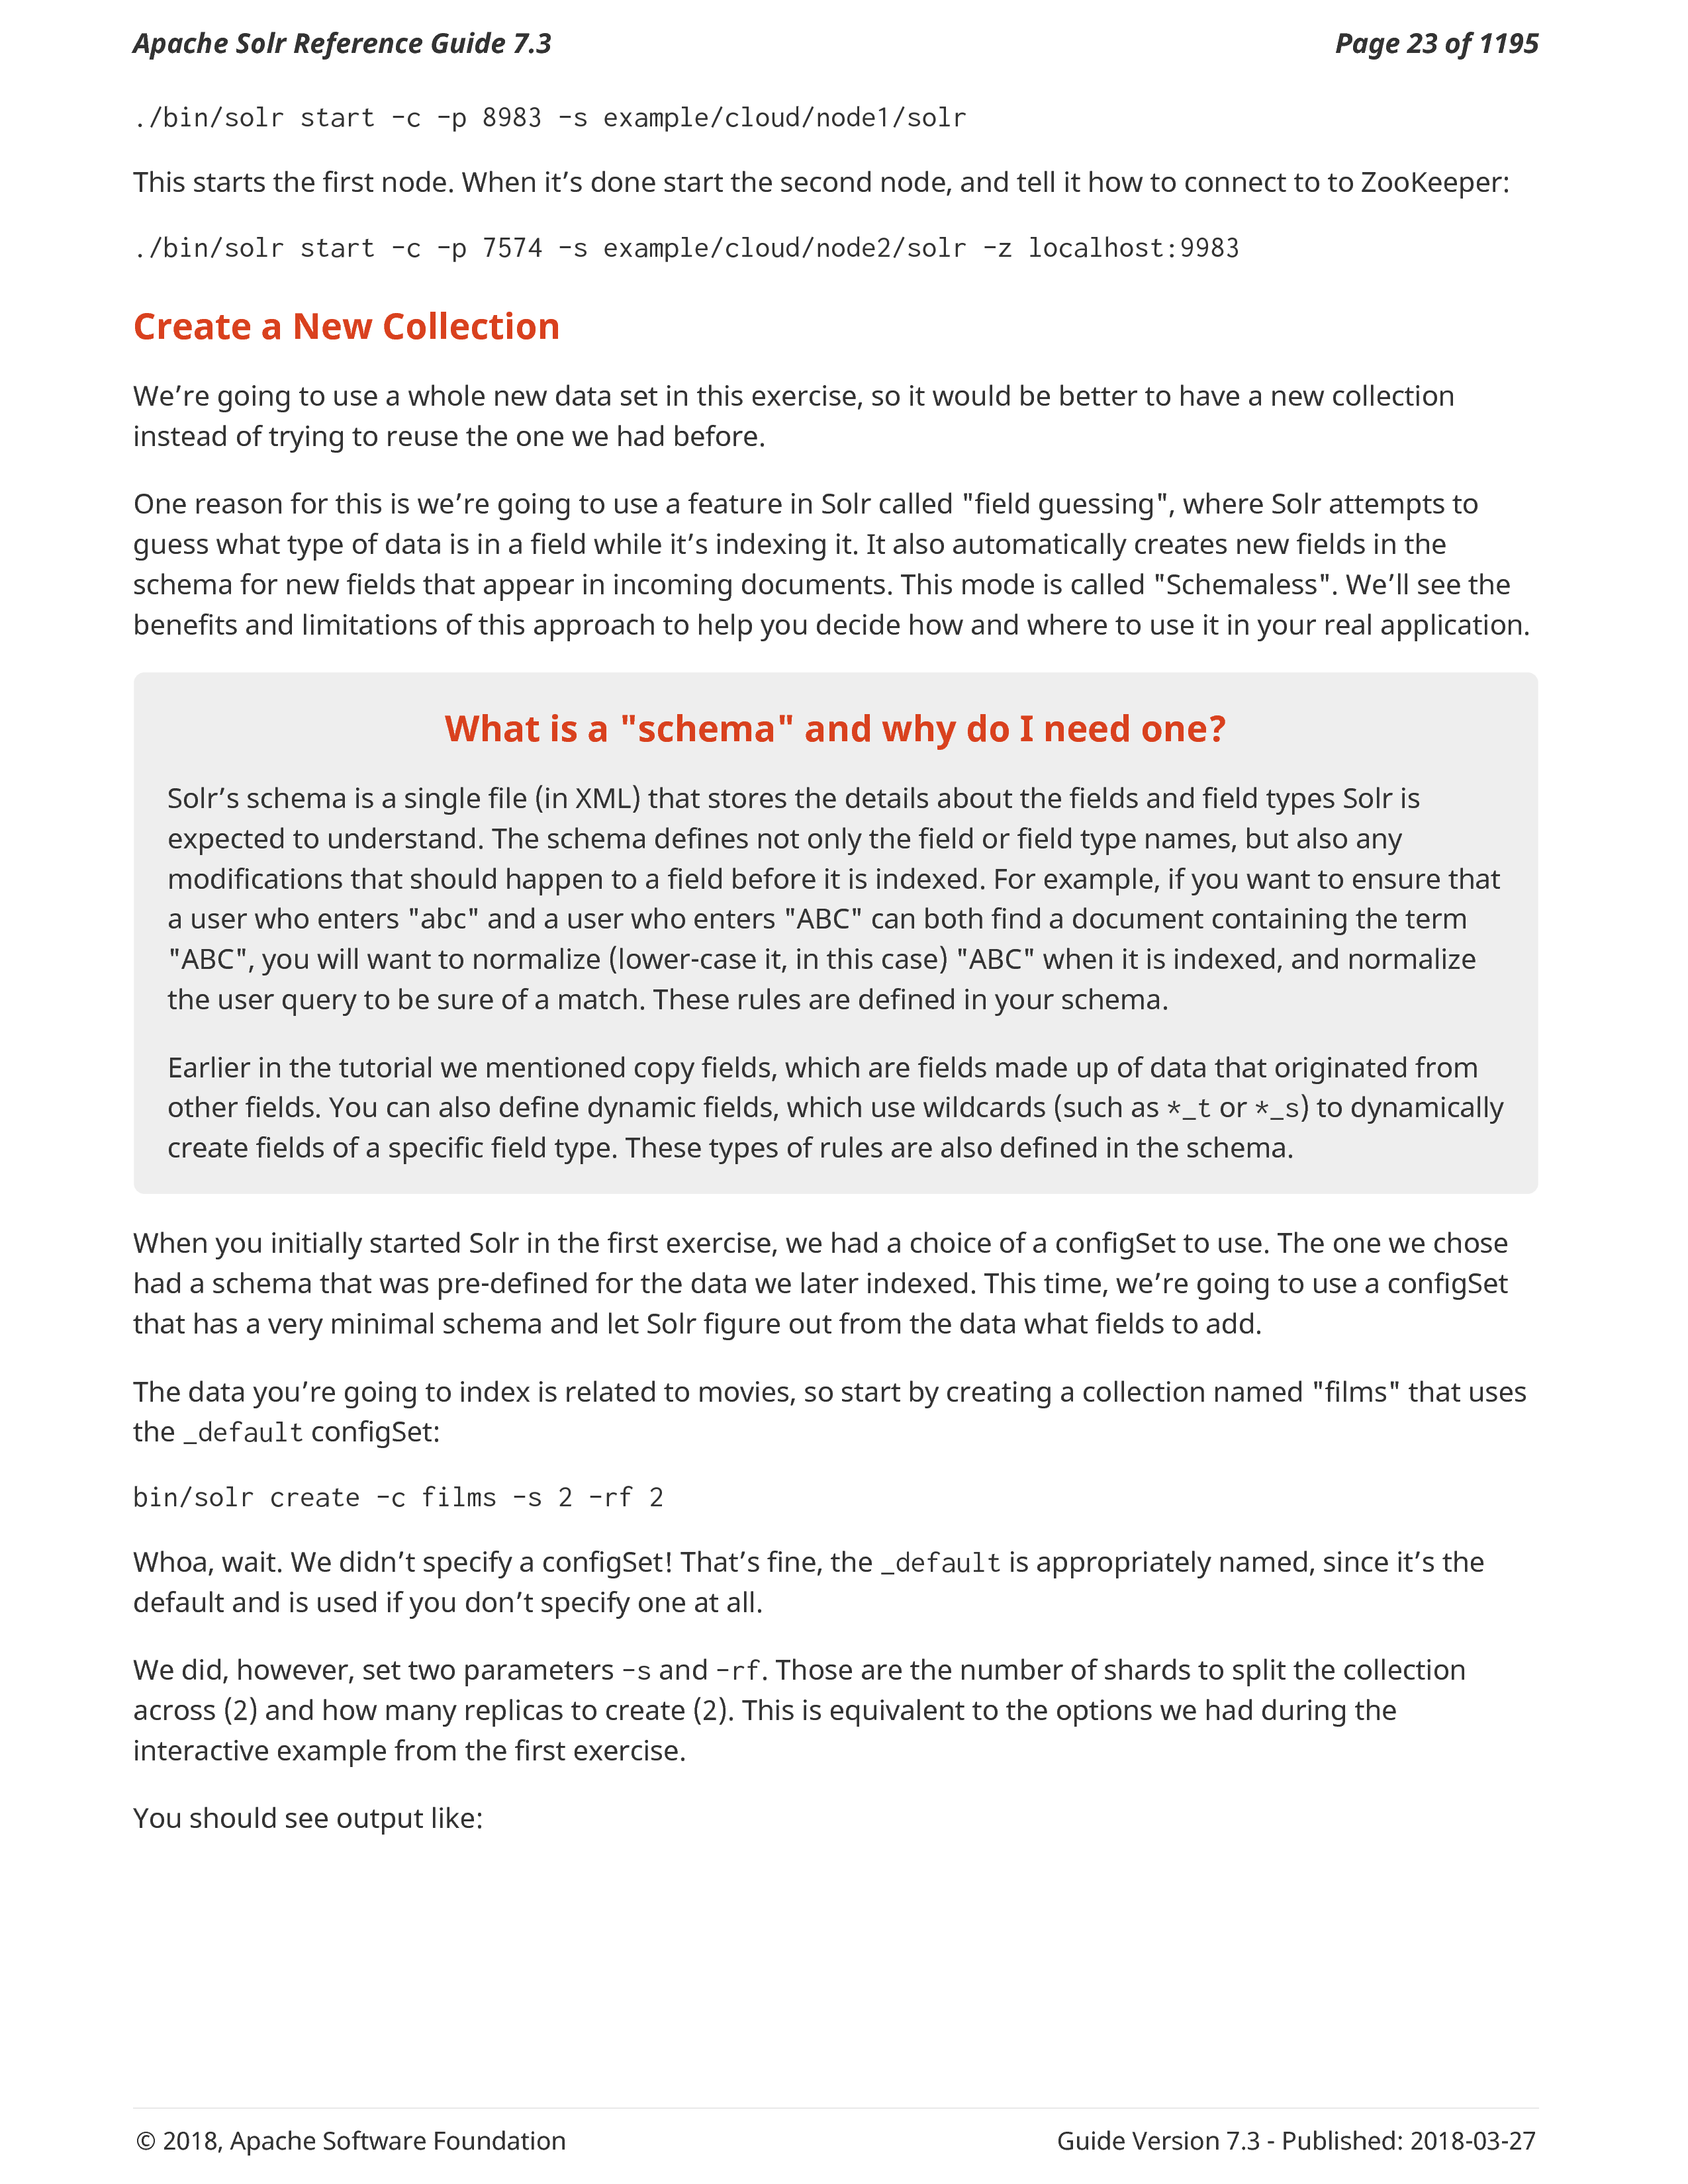 Apache Solr Reference Guide 7.3 Page 23 of 1195
./bin/solr start -c -p 8983 -s example/cloud/node1/solr
This starts the first node. When it’s done start the second node, and tell it how to connect to to ZooKeeper:
./bin/solr start -c -p 7574 -s example/cloud/node2/solr -z localhost:9983
Create a New Collection
We’re going to use a whole new data set in this exercise, so it would be better to have a new collection
instead of trying to reuse the one we had before.
One reason for this is we’re going to use a feature in Solr called "field guessing", where Solr attempts to
guess what type of data is in a field while it’s indexing it. It also automatically creates new fields in the
schema for new fields that appear in incoming documents. This mode is called "Schemaless". We’ll see the
benefits and limitations of this approach to help you decide how and where to use it in your real application.
What is a "schema" and why do I need one?
Solr’s schema is a single file (in XML) that stores the details about the fields and field types Solr is
expected to understand. The schema defines not only the field or field type names, but also any
modifications that should happen to a field before it is indexed. For example, if you want to ensure that
a user who enters "abc" and a user who enters "ABC" can both find a document containing the term
"ABC", you will want to normalize (lower-case it, in this case) "ABC" when it is indexed, and normalize
the user query to be sure of a match. These rules are defined in your schema.
Earlier in the tutorial we mentioned copy fields, which are fields made up of data that originated from
other fields. You can also define dynamic fields, which use wildcards (such as *_t or *_s) to dynamically
create fields of a specific field type. These types of rules are also defined in the schema.
When you initially started Solr in the first exercise, we had a choice of a configSet to use. The one we chose
had a schema that was pre-defined for the data we later indexed. This time, we’re going to use a configSet
that has a very minimal schema and let Solr figure out from the data what fields to add.
The data you’re going to index is related to movies, so start by creating a collection named "films" that uses
the _default configSet:
bin/solr create -c films -s 2 -rf 2
Whoa, wait. We didn’t specify a configSet! That’s fine, the _default is appropriately named, since it’s the
default and is used if you don’t specify one at all.
We did, however, set two parameters -s and -rf. Those are the number of shards to split the collection
across (2) and how many replicas to create (2). This is equivalent to the options we had during the
interactive example from the first exercise.
You should see output like:
© 2018, Apache Software Foundation Guide Version 7.3 - Published: 2018-03-27